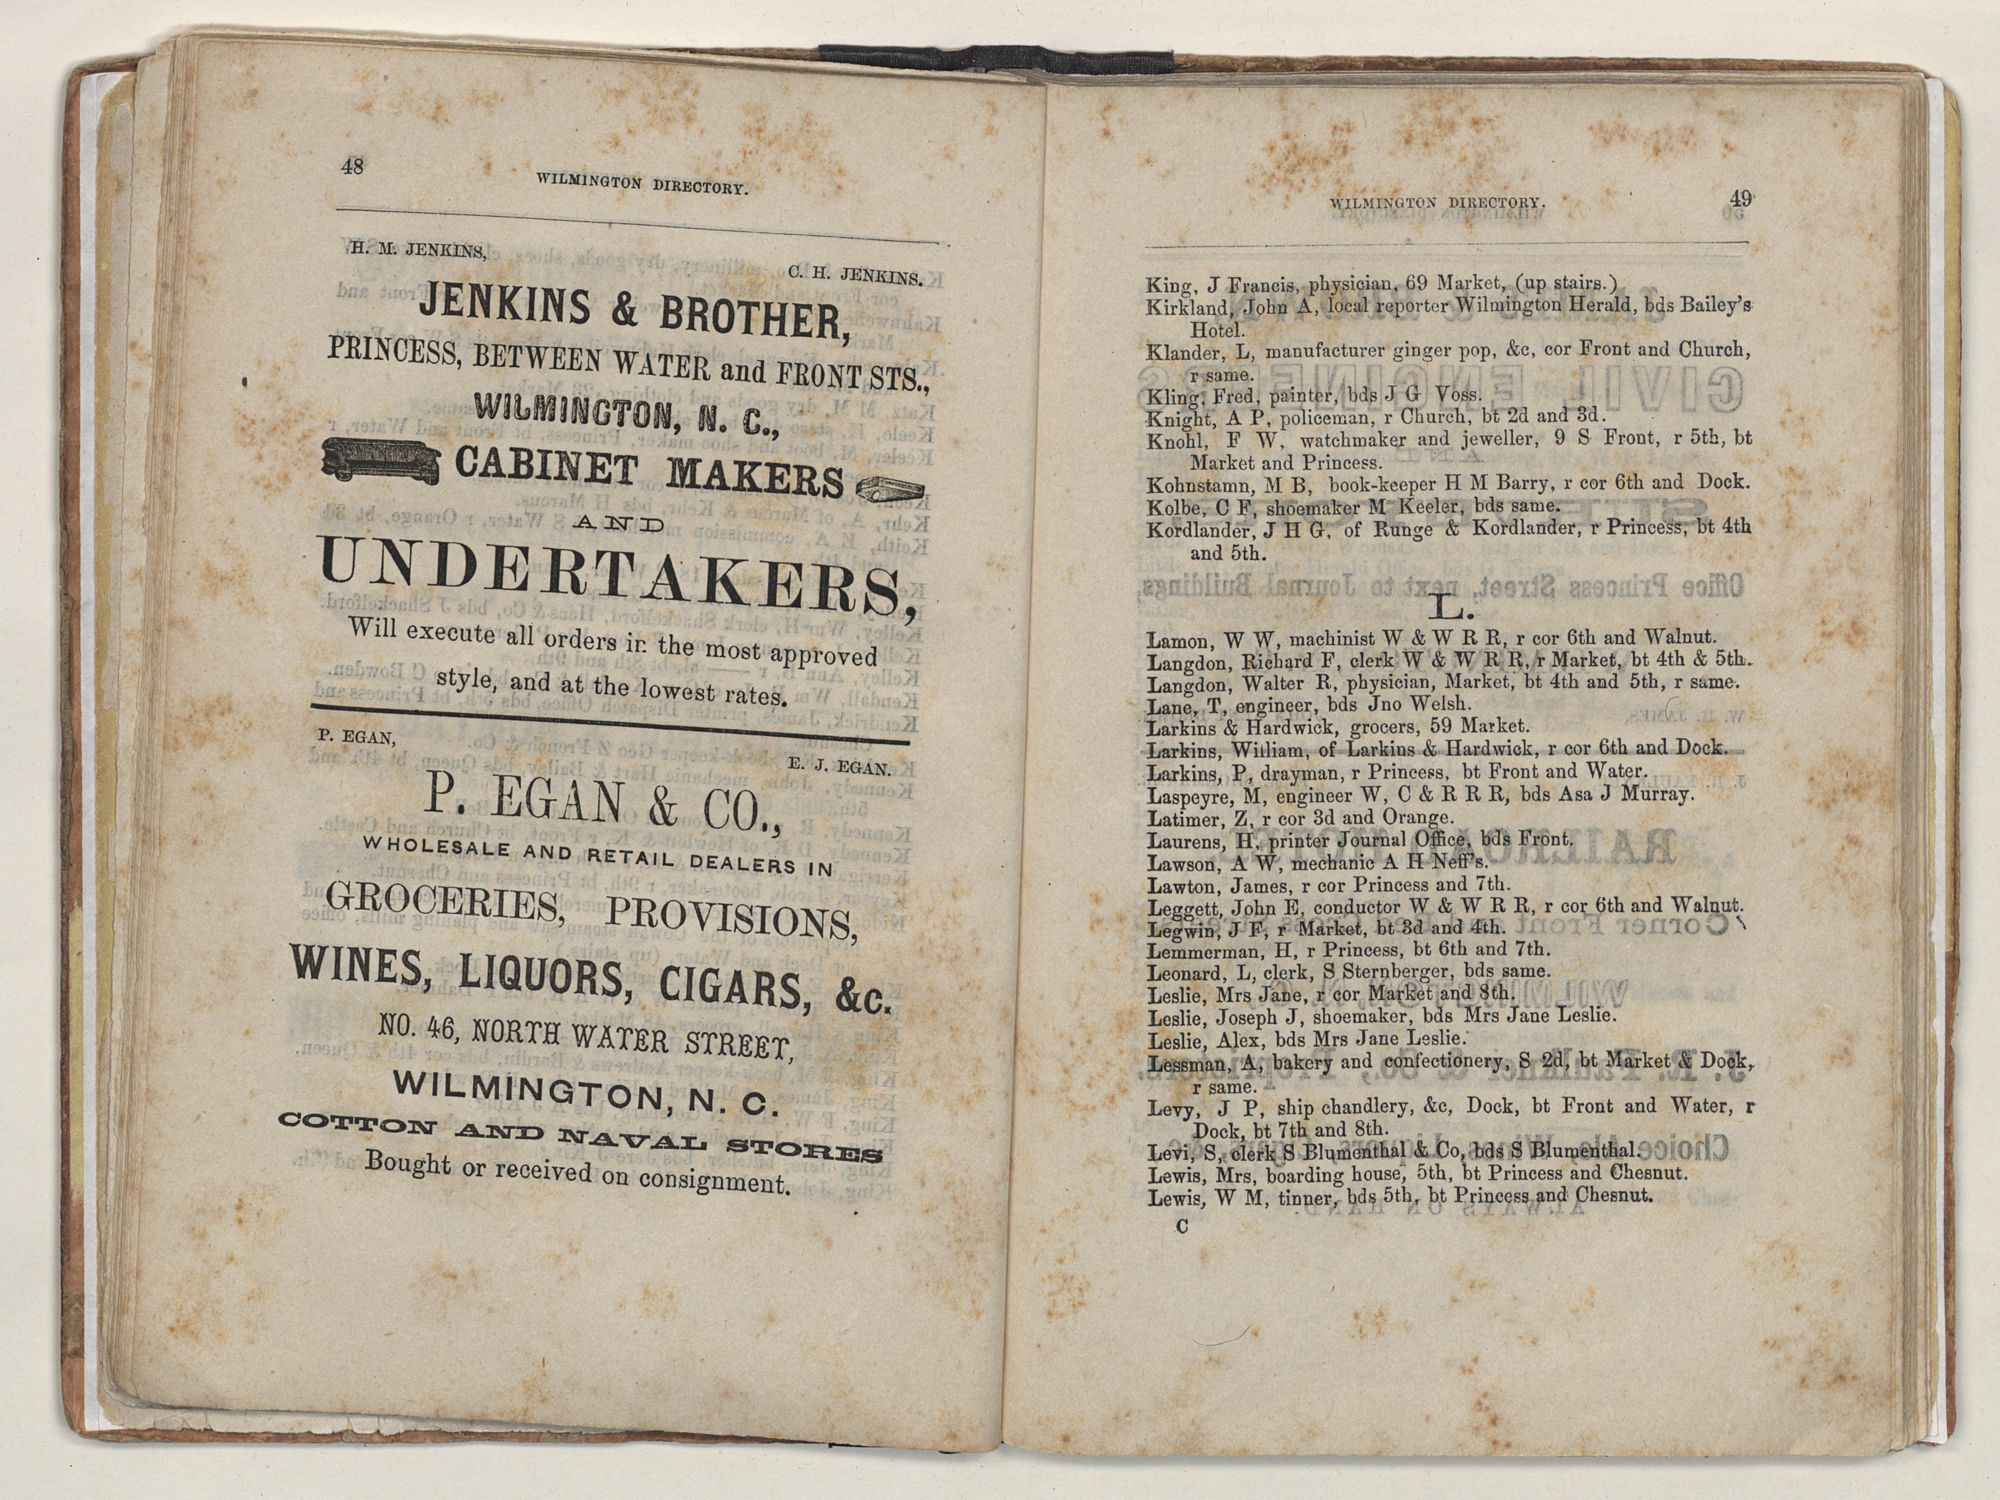 48
WILMINGTON DIRECTORY.
H. M. JENKINS,
C. H. JENKINS.
JENKINS & BROTHER,
PRINCESS, BETWEEN WATER and FRONT STS.,
WILMINGTON, N. C.,
CABINET MAKERS
AND
UNDERTAKERS,
Will execute all orders in the most approved
style, and at the lowest rates.
P. EGAN,
E. J. EGAN.
P. EGAN & CO.,
WHOLESALE AND RETAIL DEALERS IN
GROCERIES, PROVISIONS,
WINES, LIQUORS, CIGARS, &c.
NO. 46, NORTH WATER STREET,
WILMINGTON, N. C.
COTTON AND NAVAL STORES
Bought or received on consignment.
WILMINGTON DIRECTORY. 49
King, J Francis, physician, 69 Market, (up stairs.)
Kirkland, John A, local reporter Wilmington Herald, bds Bailey's
Hotel.
Klander, L, manufacturer ginger pop, &c, cor Front and Church,
r same.
Kling, Fred, painter, bds J G Voss.
Knight, A P, policeman, r Church, bt 2d and 3d.
Knohl, F W, watchmaker and jeweller, 9 S Front, r 5th, bt
Market and Princess.
Kohnstamn, M B, book-keeper H M Barry, r cor 6th and Dock.
Kolbe, C F, shoemaker M Keeler, bds same.
Kordlander, J H G, of Runge & Kordlander, r Princess, bt 4th
and 5th.
L.
Lamon, W W, machinist W & W R R, r cor 6th and Walnut.
Langdon, Richard F, clerk W & W R R, r Market, bt 4th & 5th.
Langdon, Walter R, physician, Market, bt 4th and 5th, r same.
Lane, T, engineer, bds Jno Welsh.
Larkins & Hardwick, grocers, 59 Market.
Larkins, William, of Larkins & Hardwick, r cor 6th and Dock.
Larkins, P, drayman, r Princess, bt Front and Water.
Laspeyre, M, engineer W, C & R R R, bds Asa J Murray.
Latimer, Z, r cor 3d and Orange.
Laurens, H, printer Journal Office, bds Front.
Lawson, A W, mechanic A H Neff's.
Lawton, James, r cor Princess and 7th.
Leggett, John E, conductor W & W R R, r cor 6th and Walnut.
Legwin, J F, r Market, bt 3d and 4th.
Lemmerman, H, r Princess, bt 6th and 7th.
Leonard, L, clerk, S Sternberger, bds same.
Leslie, Mrs Jane, r cor Market and 8th.
Leslie, Joseph J, shoemaker, bds Mrs Jane Leslie.
Leslie, Alex, bds Mrs Jane Leslie.
Lessman, A, bakery and confectionery, S 2d, bt Market & Dock,
r same.
Levy, J P, ship chandlery, &c, Dock, bt Front and Water, r
Dock, bt 7th and 8th.
Levi, S, clerk S Blumenthal & Co, bds S Blumenthal.
Lewis, Mrs, boarding house, 5th, bt Princess and Chesnut.
Lewis, W M, tinner, bds 5th, bt Princess and Chesnut.
C